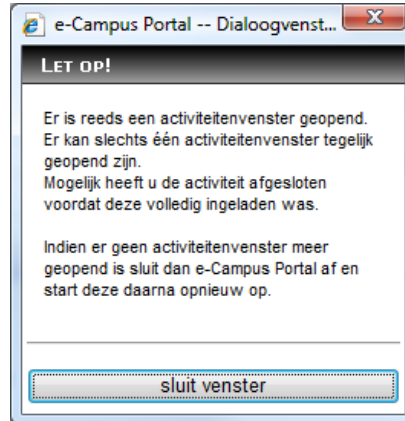 e-Campus Portal -- Dialoogvenst...
LET OP!
Er is reeds een activiteitenvenster geopend.
Er kan slechts één activiteitenvenster tegelijk
geopend zijn.
Mogelijk heeft u de activiteit afgesloten
voordat deze volledig ingeladen was.
Indien er geen activiteitenvenster meer
geopend is sluit dan e-Campus Portal af en
start deze daarna opnieuw op.
sluit venster